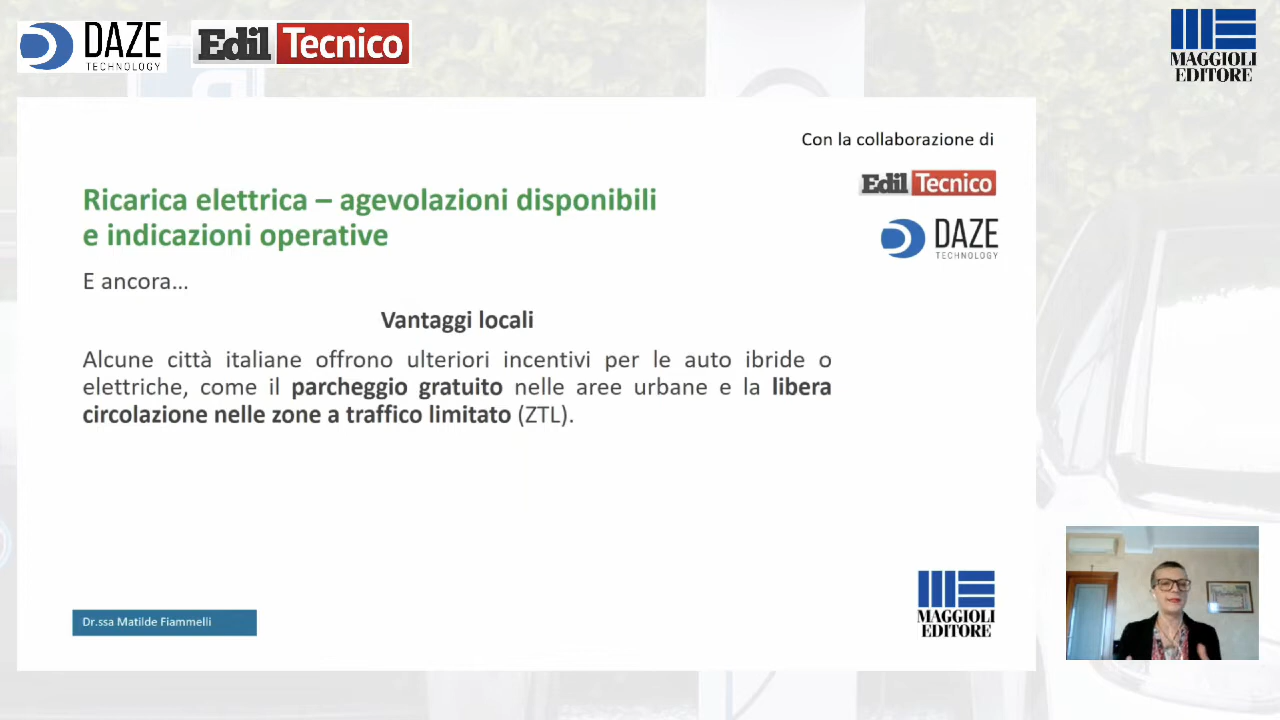 DAZE
TECHNOLOGY
Edil Tecnico
MAGGIOLI
EDITORE
Con la collaborazione di
Edil Tecnico
DAZE
TECHNOLOGY
Ricarica elettrica – agevolazioni disponibili
e indicazioni operative
E ancora...
Vantaggi locali
Alcune città italiane offrono ulteriori incentivi per le auto ibride o
elettriche, come il parcheggio gratuito nelle aree urbane e la libera
circolazione nelle zone a traffico limitato (ZTL).
Dr.ssa Matilde Fiammelli
MAGGIOLI
EDITORE